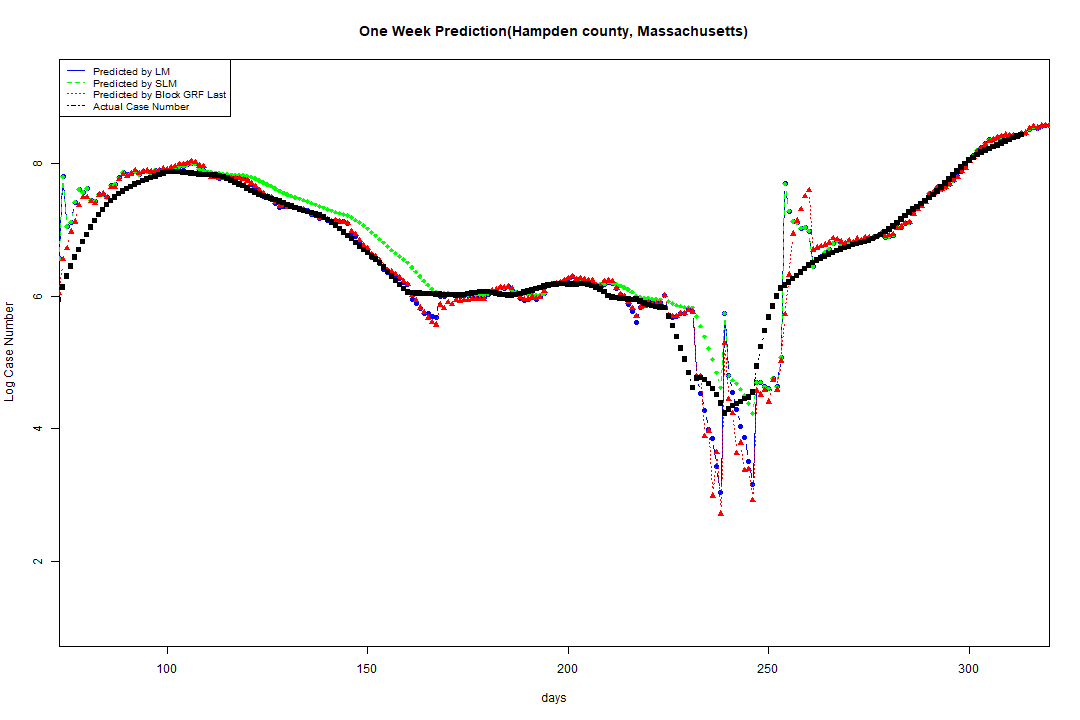 One Week Prediction(Hampden county, Massachusetts)
Predicted by LM
Predicted by SLM
Predicted by Block GRF Last
Actual Case Number
Log Case Number
8
6
4
2
100 150 200 250 300
days